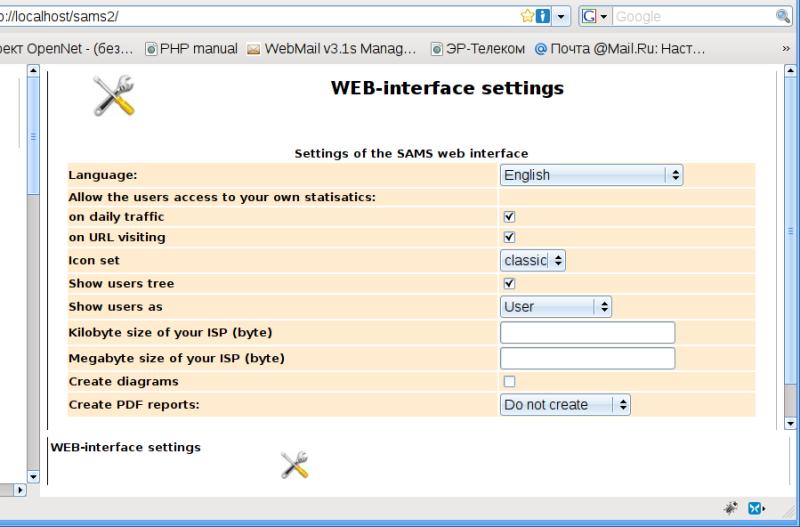 ://localhost/sams2/
Google
ект OpenNet - (без... PHP manual WebMail v3.1s Manag... ЭР-Телеком Почта @Mail.Ru: Наст... »
WEB-interface settings
Settings of the SAMS web interface
Language: English
Allow the users access to your own statisatics:
on daily traffic
on URL visiting
Icon set classic
Show users tree
Show users as User
Kilobyte size of your ISP (byte)
Megabyte size of your ISP (byte)
Create diagrams
Create PDF reports: Do not create
WEB-interface settings